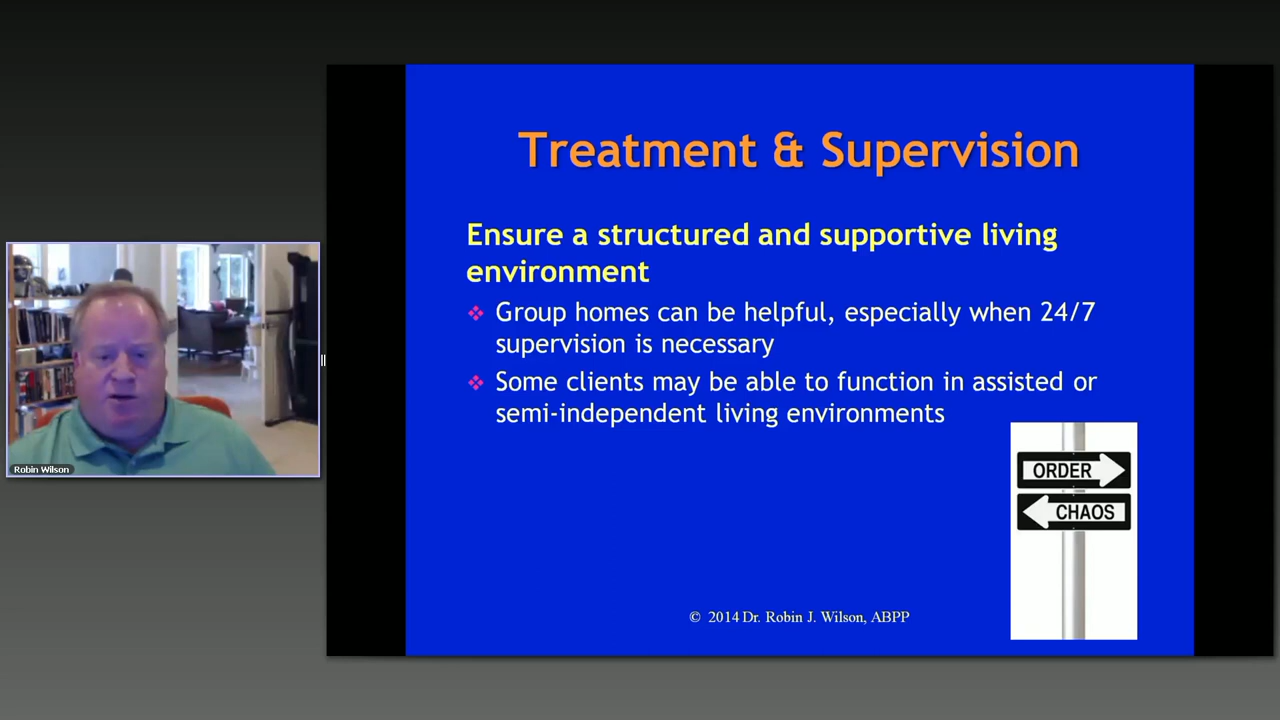 Treatment & Supervision
Ensure a structured and supportive living
environment
Group homes can be helpful, especially when 24/7
supervision is necessary
Some clients may be able to function in assisted or
semi-independent living environments
ORDER
CHAOS
© 2014 Dr. Robin J. Wilson, ABPP
Robin Wilson